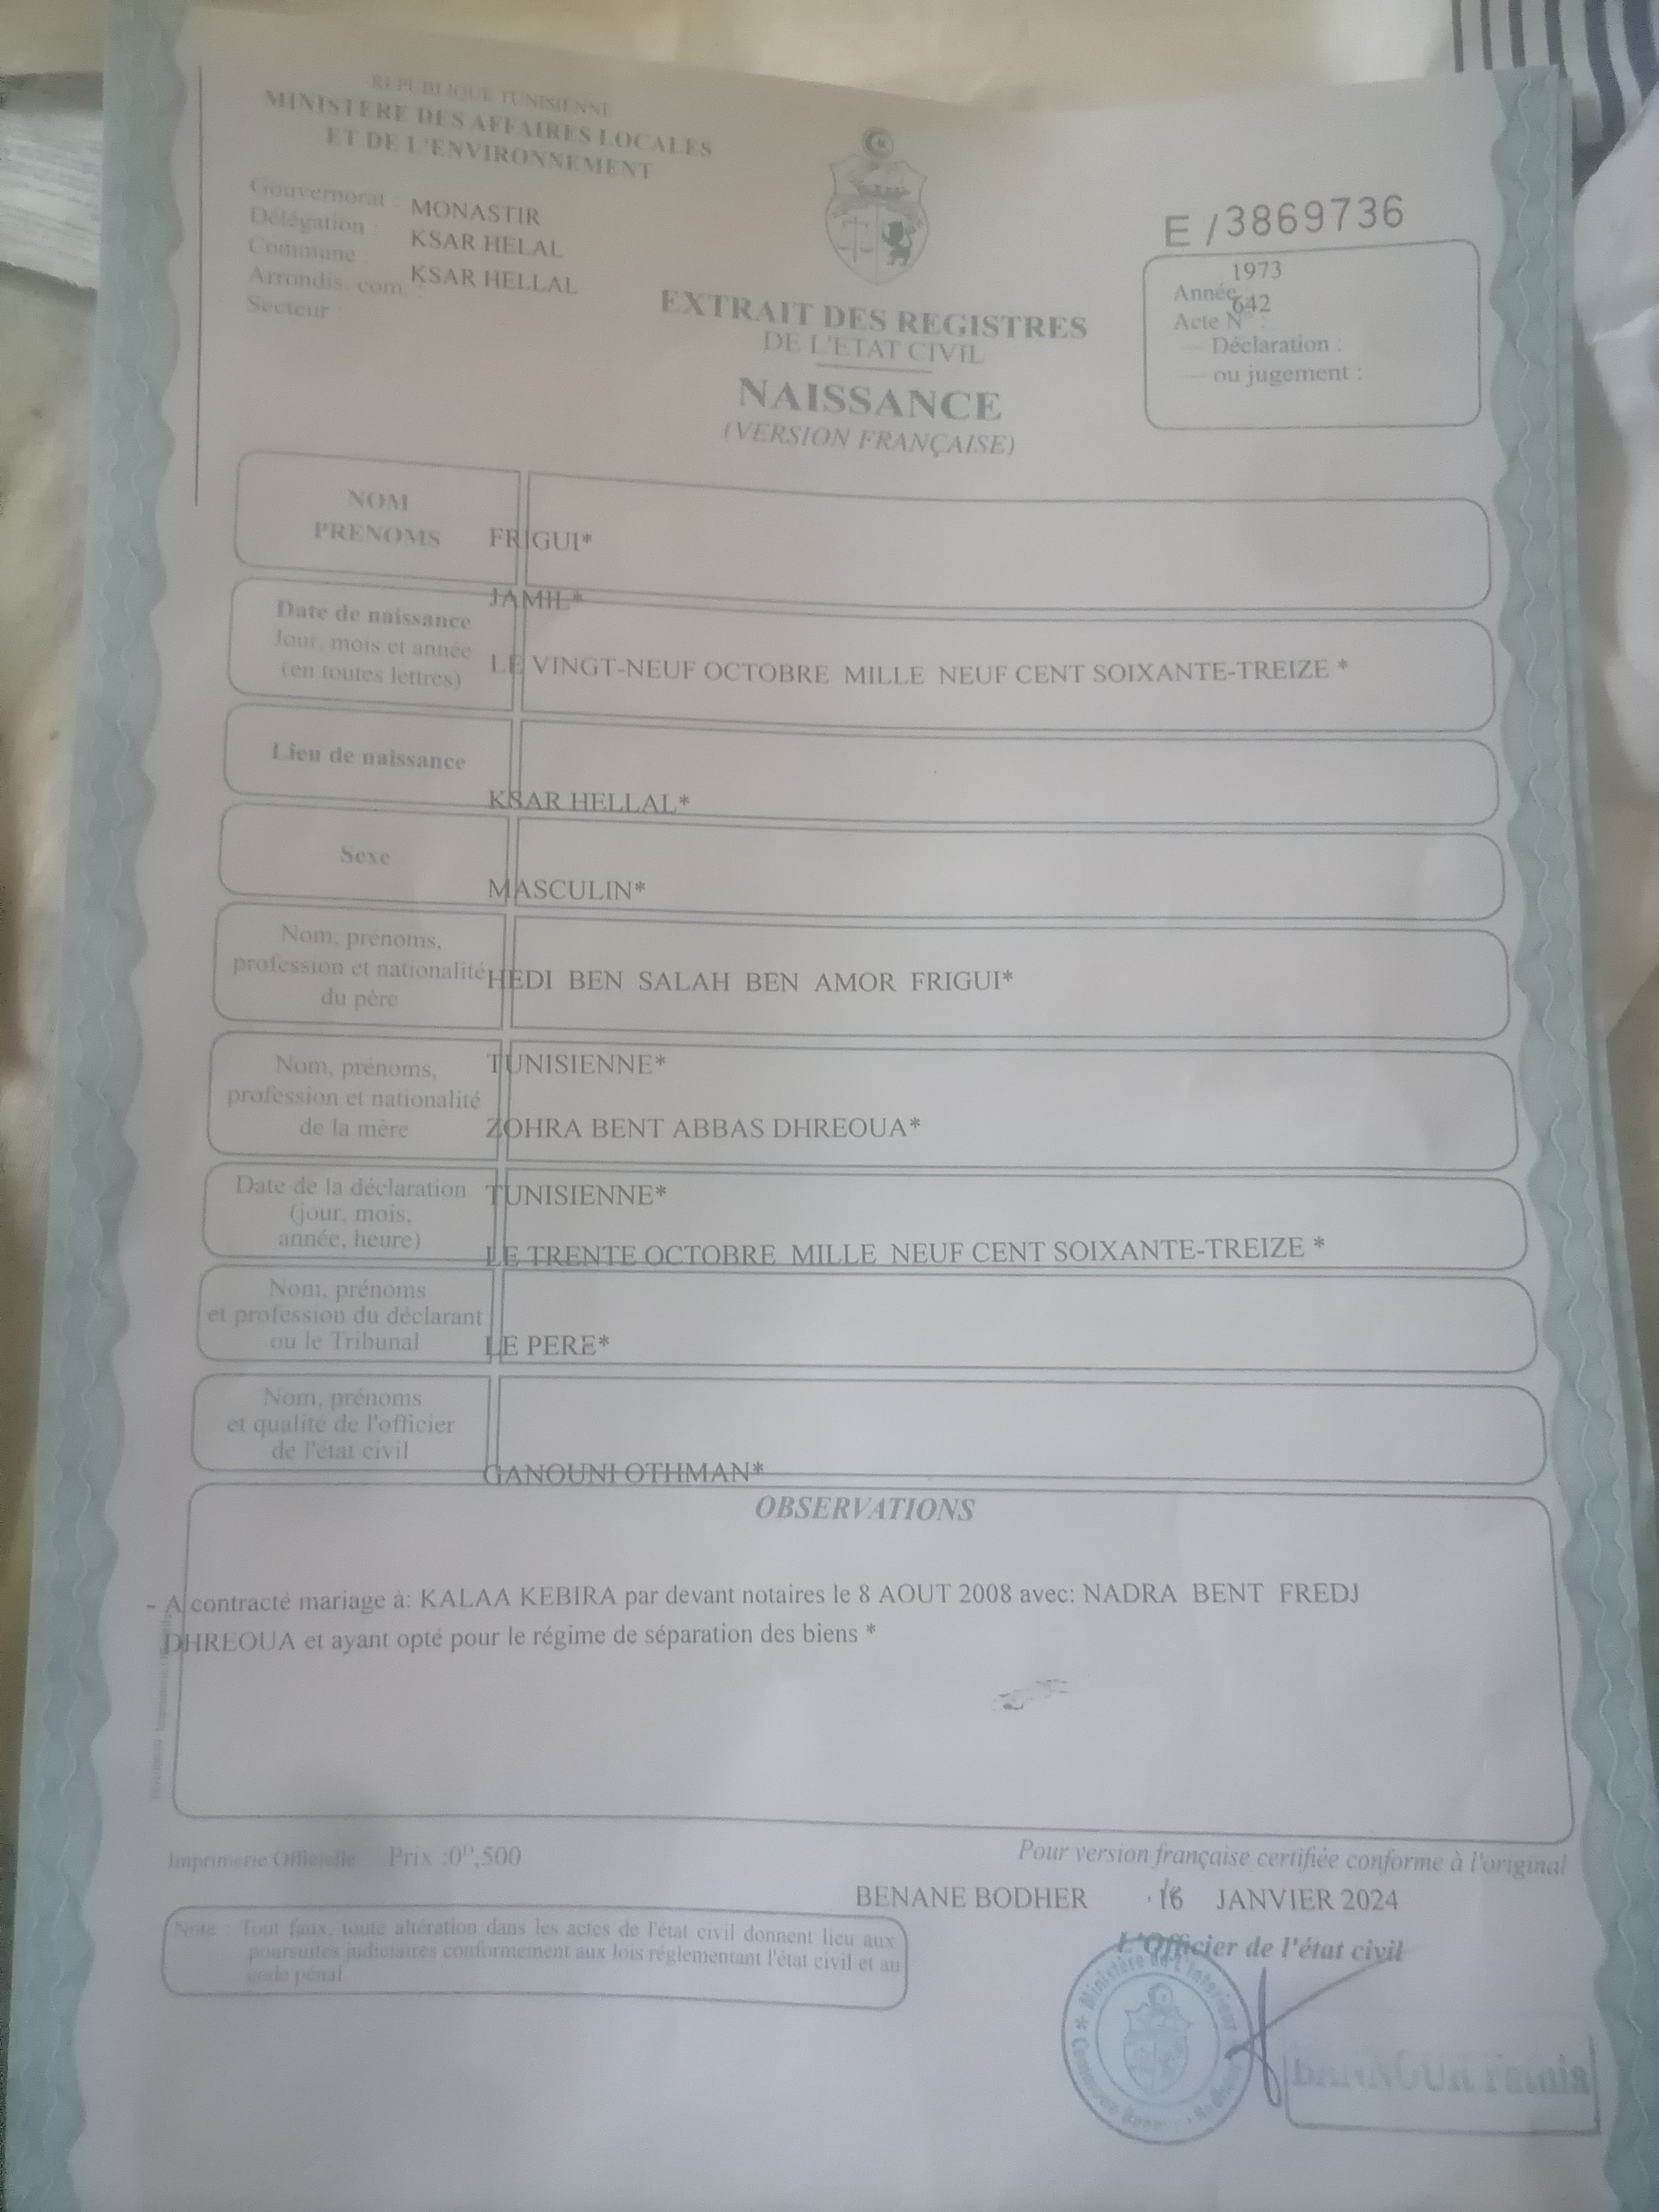 REPUBLIQUE TUNISIENNE
MINISTERE DES AFFAIRES LOCALES
ET DE L'ENVIRONNEMENT
Gouvernorat : MONASTIR
Délégation : KSAR HELAL
Commune :
Arrondis. com. : KSAR HELLAL
Secteur :
E / 3869736
1973
Année :
642
Acte N° :
— Déclaration :
— ou jugement :
EXTRAIT DES REGISTRES
DE L'ETAT CIVIL
NAISSANCE
(VERSION FRANÇAISE)
NOM
PRENOMS
FRIGUI*
JAMIL*
Date de naissance
Jour, mois et année
(en toutes lettres)
LE VINGT-NEUF OCTOBRE MILLE NEUF CENT SOIXANTE-TREIZE *
Lieu de naissance
KSAR HELLAL*
Sexe
MASCULIN*
Nom, prénoms,
profession et nationalité
du père
HEDI BEN SALAH BEN AMOR FRIGUI*
TUNISIENNE*
Nom, prénoms,
profession et nationalité
de la mère
ZOHRA BENT ABBAS DHREOUA*
TUNISIENNE*
Date de la déclaration
(jour, mois,
année, heure)
LE TRENTE OCTOBRE MILLE NEUF CENT SOIXANTE-TREIZE *
Nom, prénoms
et profession du déclarant
ou le Tribunal
LE PERE*
Nom, prénoms
et qualité de l'officier
de l'état civil
GANOUNI OTHMAN*
OBSERVATIONS
- A contracté mariage à: KALAA KEBIRA par devant notaires le 8 AOUT 2008 avec: NADRA BENT FREDJ
DHREOUA et ayant opté pour le régime de séparation des biens *
Imprimerie Officielle Prix :0ᴰ,500
Pour version française certifiée conforme à l'original
BENANE BODHER 16 JANVIER 2024
L'Officier de l'état civil
Note : Tout faux, toute altération dans les actes de l'état civil donnent lieu aux
poursuites judiciaires conformément aux lois réglementant l'état civil et au
code pénal
Ministère de L'Intérieur
Commune